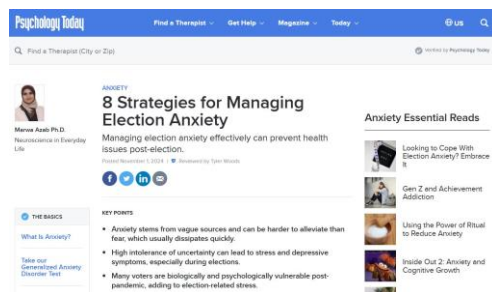 Psychology Today
Find a Therapist
Get Help
Magazine
Today
US
Find a Therapist (City or Zip)
Verified by Psychology Today
Marwa Azab Ph.D.
Neuroscience in Everyday
Life
ANXIETY
8 Strategies for Managing
Election Anxiety
Managing election anxiety effectively can prevent health
issues post-election.
Posted November 1, 2024 | Reviewed by Tyler Woods
THE BASICS
What Is Anxiety?
Take our
Generalized Anxiety
Disorder Test
KEY POINTS
• Anxiety stems from vague sources and can be harder to alleviate than
fear, which usually dissipates quickly.
• High intolerance of uncertainty can lead to stress and depressive
symptoms, especially during elections.
• Many voters are biologically and psychologically vulnerable post-
pandemic, adding to election-related stress.
Anxiety Essential Reads
Looking to Cope With
Election Anxiety? Embrace
It
Gen Z and Achievement
Addiction
Using the Power of Ritual
to Reduce Anxiety
Inside Out 2: Anxiety and
Cognitive Growth